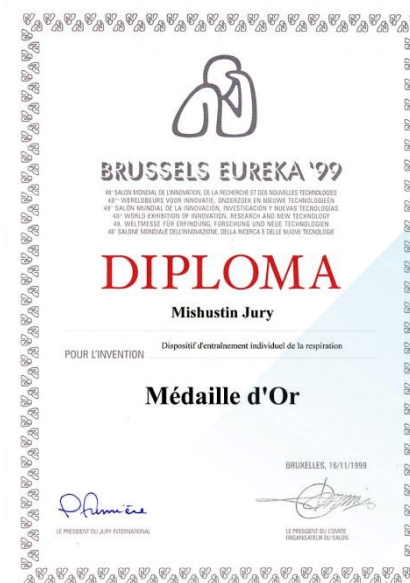 BRUSSELS EUREKA '99
48e SALON MONDIAL DE L'INNOVATION, DE LA RECHERCHE ET DES NOUVELLES TECHNOLOGIES
48ste WERELDBEURS VOOR INNOVATIE, ONDERZOEK EN NIEUWE TECHNOLOGIEËN
48° SALÓN MUNDIAL DE LA INNOVACIÓN, INVESTIGACIÓN Y NUEVAS TECNOLOGÍAS
48th WORLD EXHIBITION OF INNOVATION, RESEARCH AND NEW TECHNOLOGY
48. WELTMESSE FÜR ERFINDUNG, FORSCHUNG UND NEUE TECHNOLOGIEN
48° SALONE MONDIALE DELL'INNOVAZIONE, DELLA RICERCA E DELLE NUOVE TECNOLOGIE
DIPLOMA
Mishustin Jury
Dispositif d'entraînement individuel de la respiration
POUR L'INVENTION
Médaille d'Or
BRUXELLES, 16/11/1999
LE PRESIDENT DU JURY INTERNATIONAL
LE PRESIDENT DU COMITE
ORGANISATEUR DU SALON